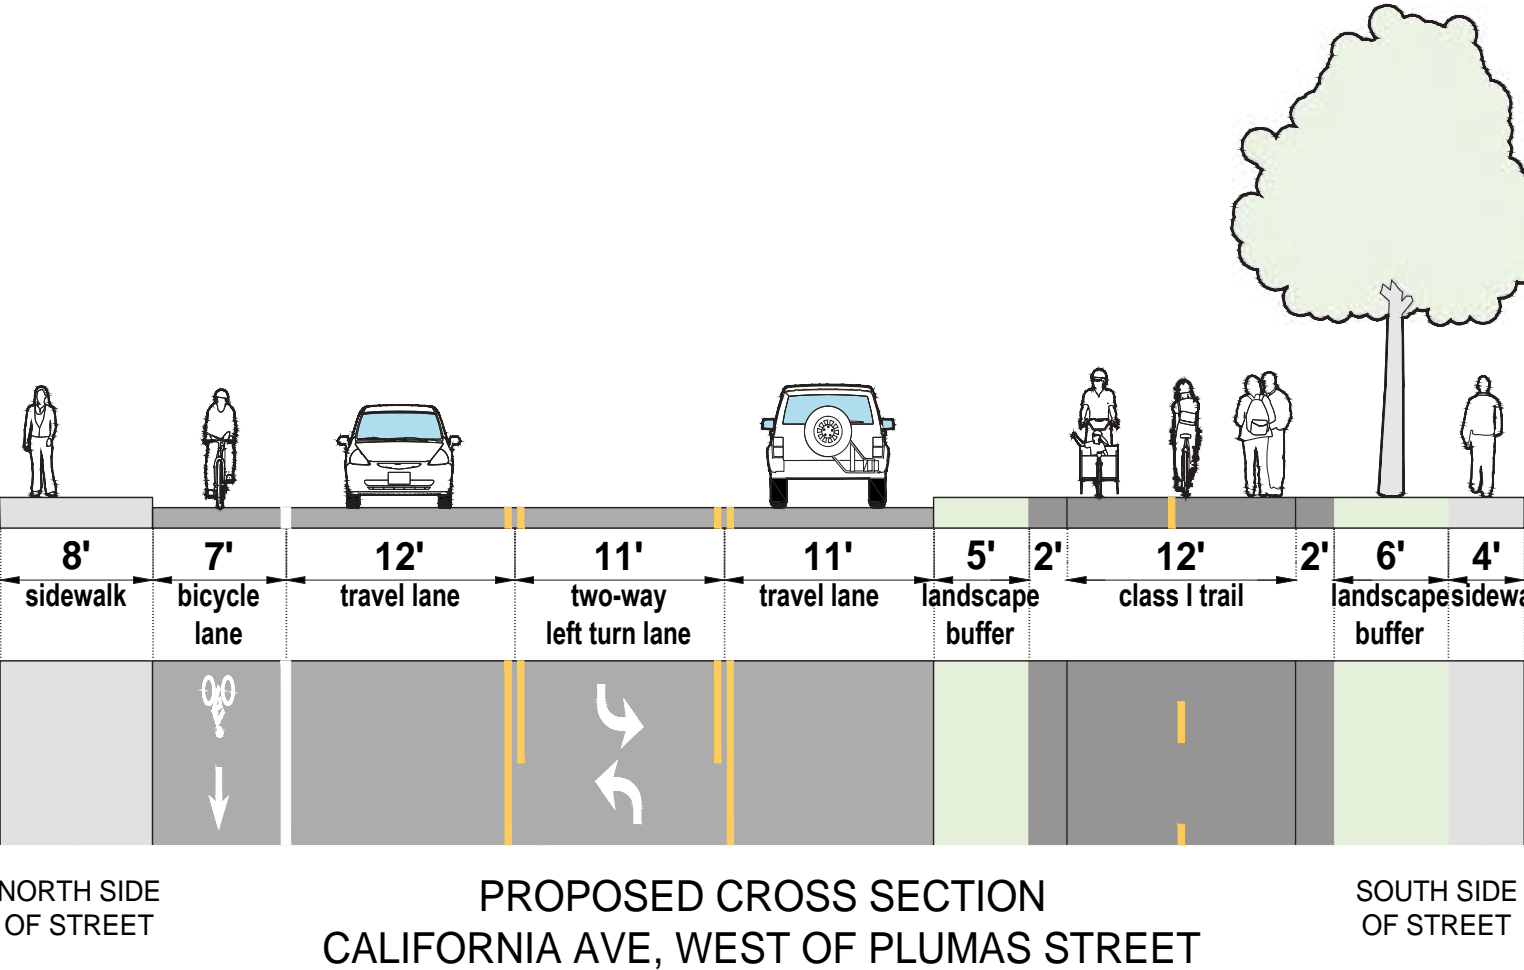 8' 7' 12' 11' 11' 5' 2' 12' 2' 6' 4'
sidewalk bicycle travel lane two-way travel lane landscape class I trail landscape sidewa
lane left turn lane buffer buffer
NORTH SIDE
OF STREET
PROPOSED CROSS SECTION
CALIFORNIA AVE, WEST OF PLUMAS STREET
SOUTH SIDE
OF STREET